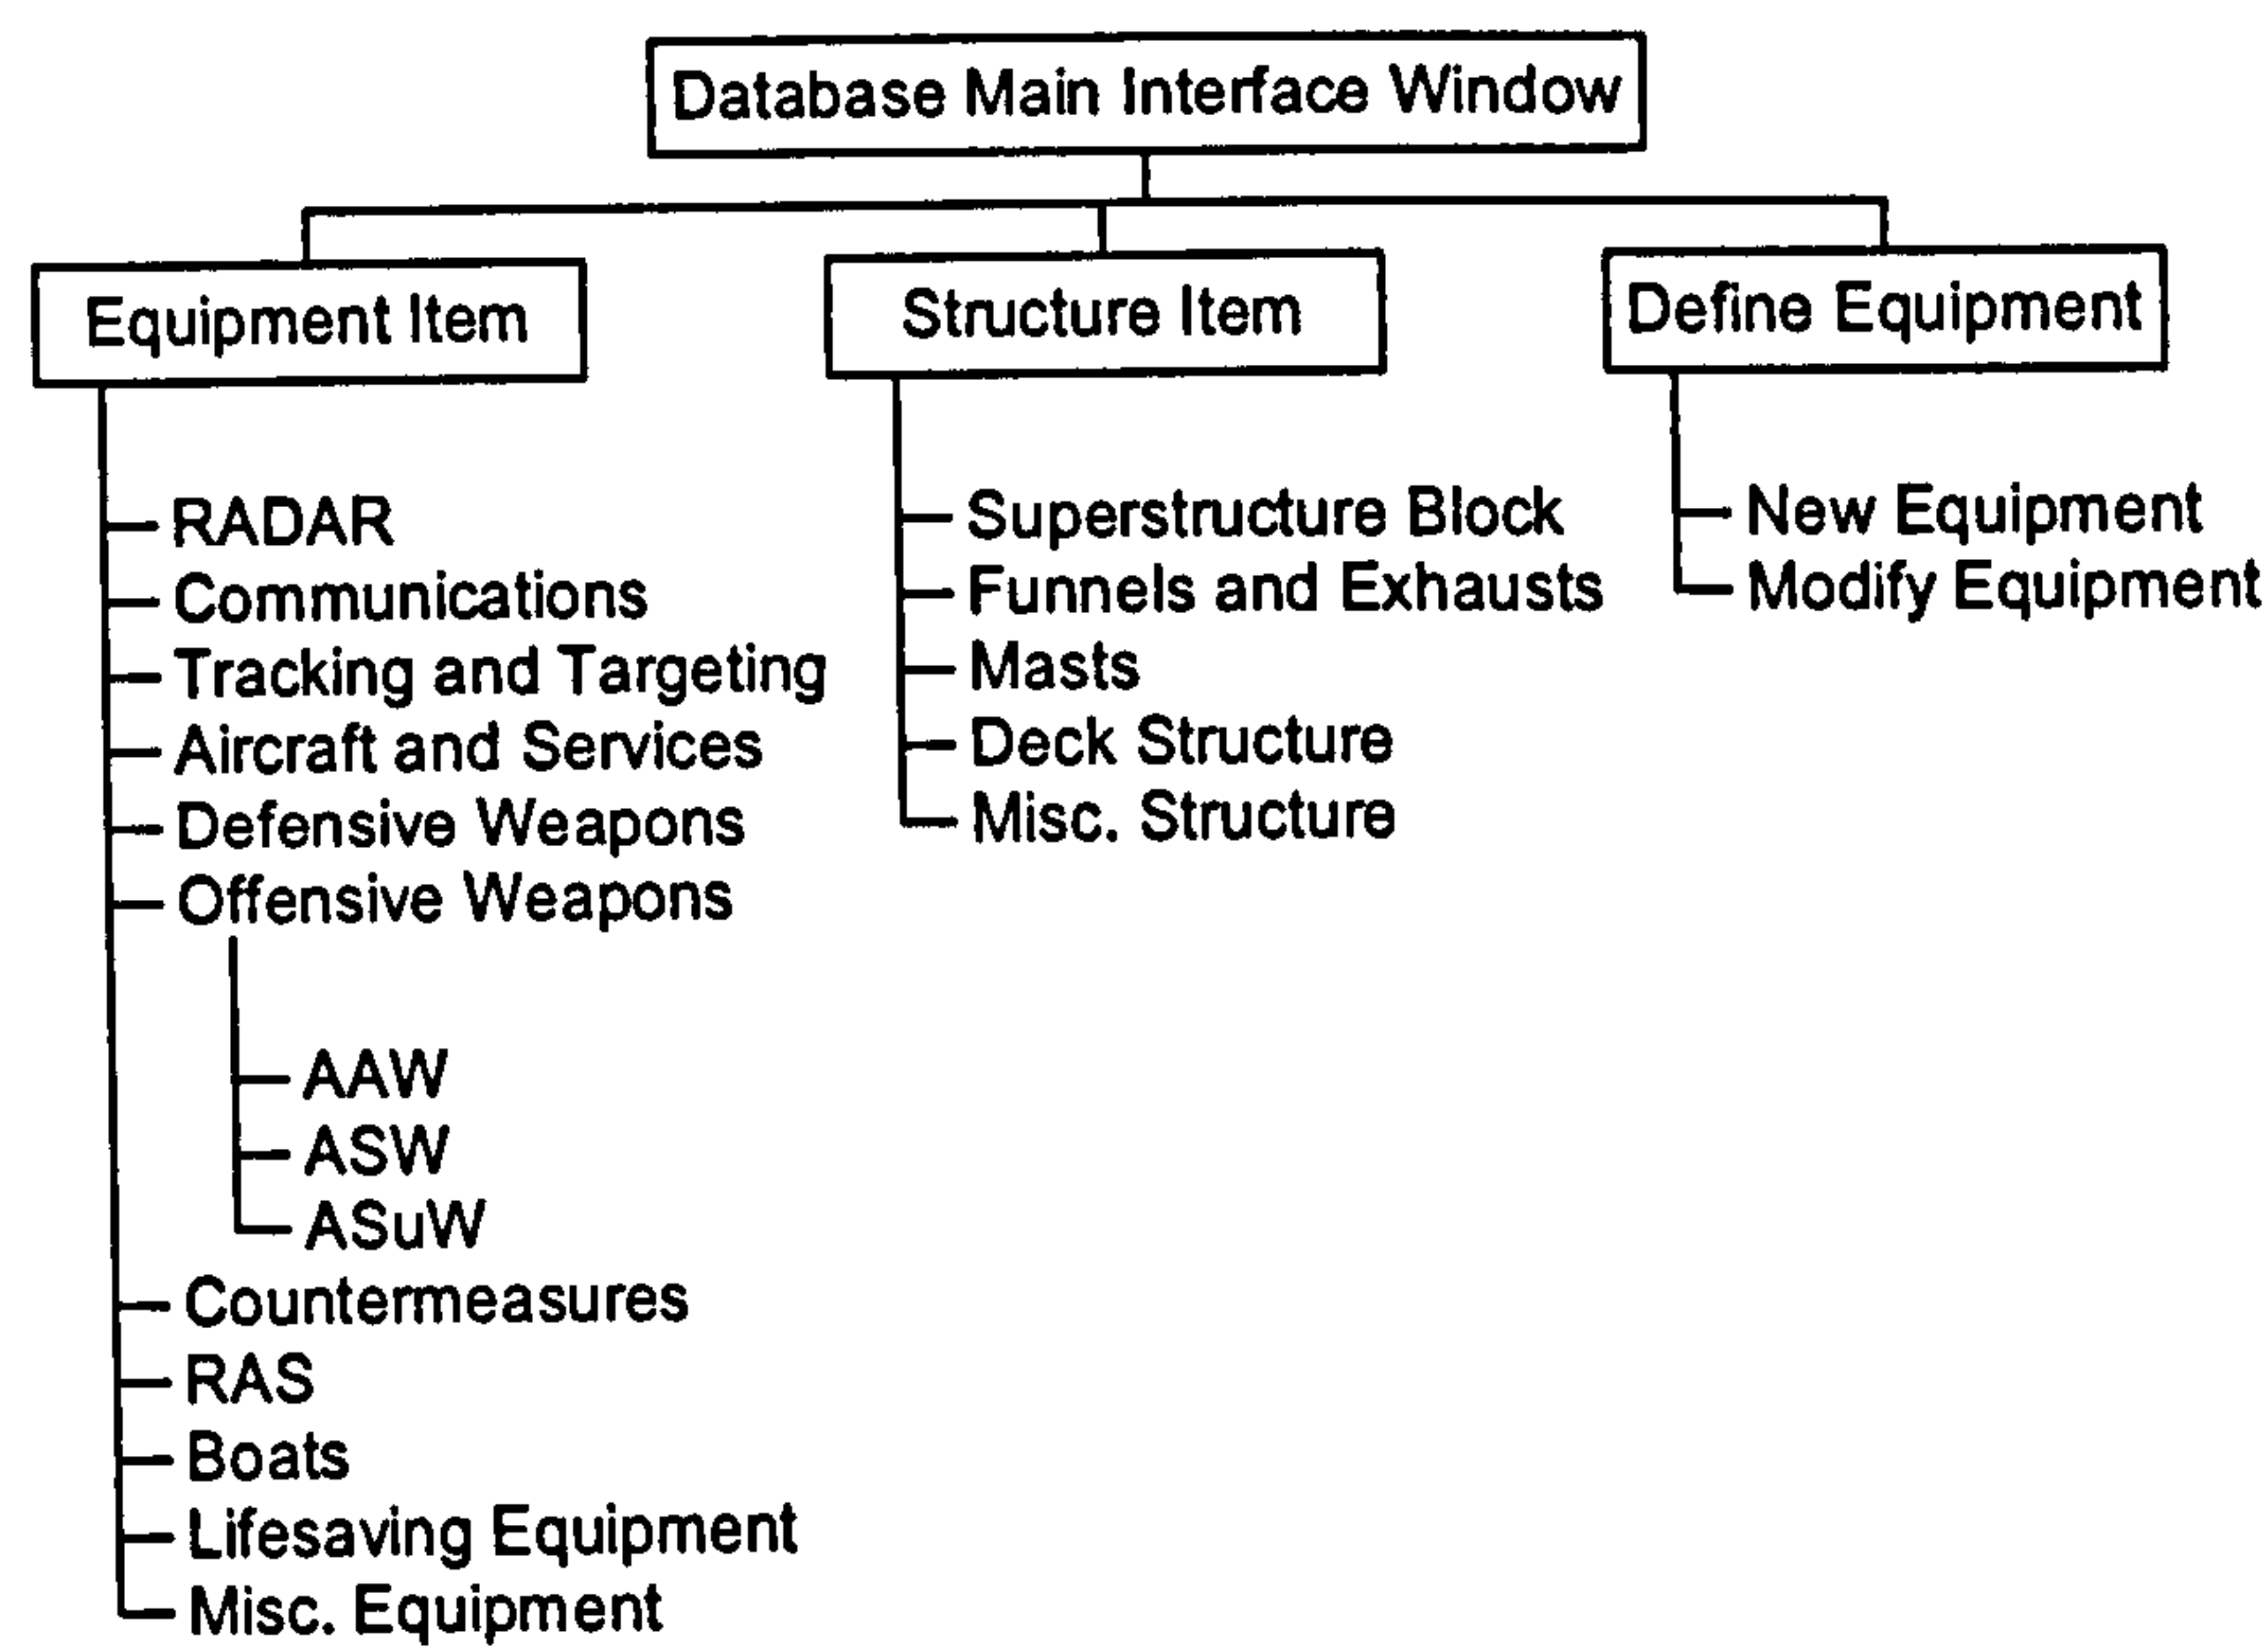 Database Main Interface Window
Equipment Item
RADAR
Communications
Tracking and Targeting
Aircraft and Services
Defensive Weapons
Offensive Weapons
AAW
ASW
ASuW
Countermeasures
RAS
Boats
Lifesaving Equipment
Misc. Equipment
Structure Item
Superstructure Block
Funnels and Exhausts
Masts
Deck Structure
Misc. Structure
Define Equipment
New Equipment
Modify Equipment